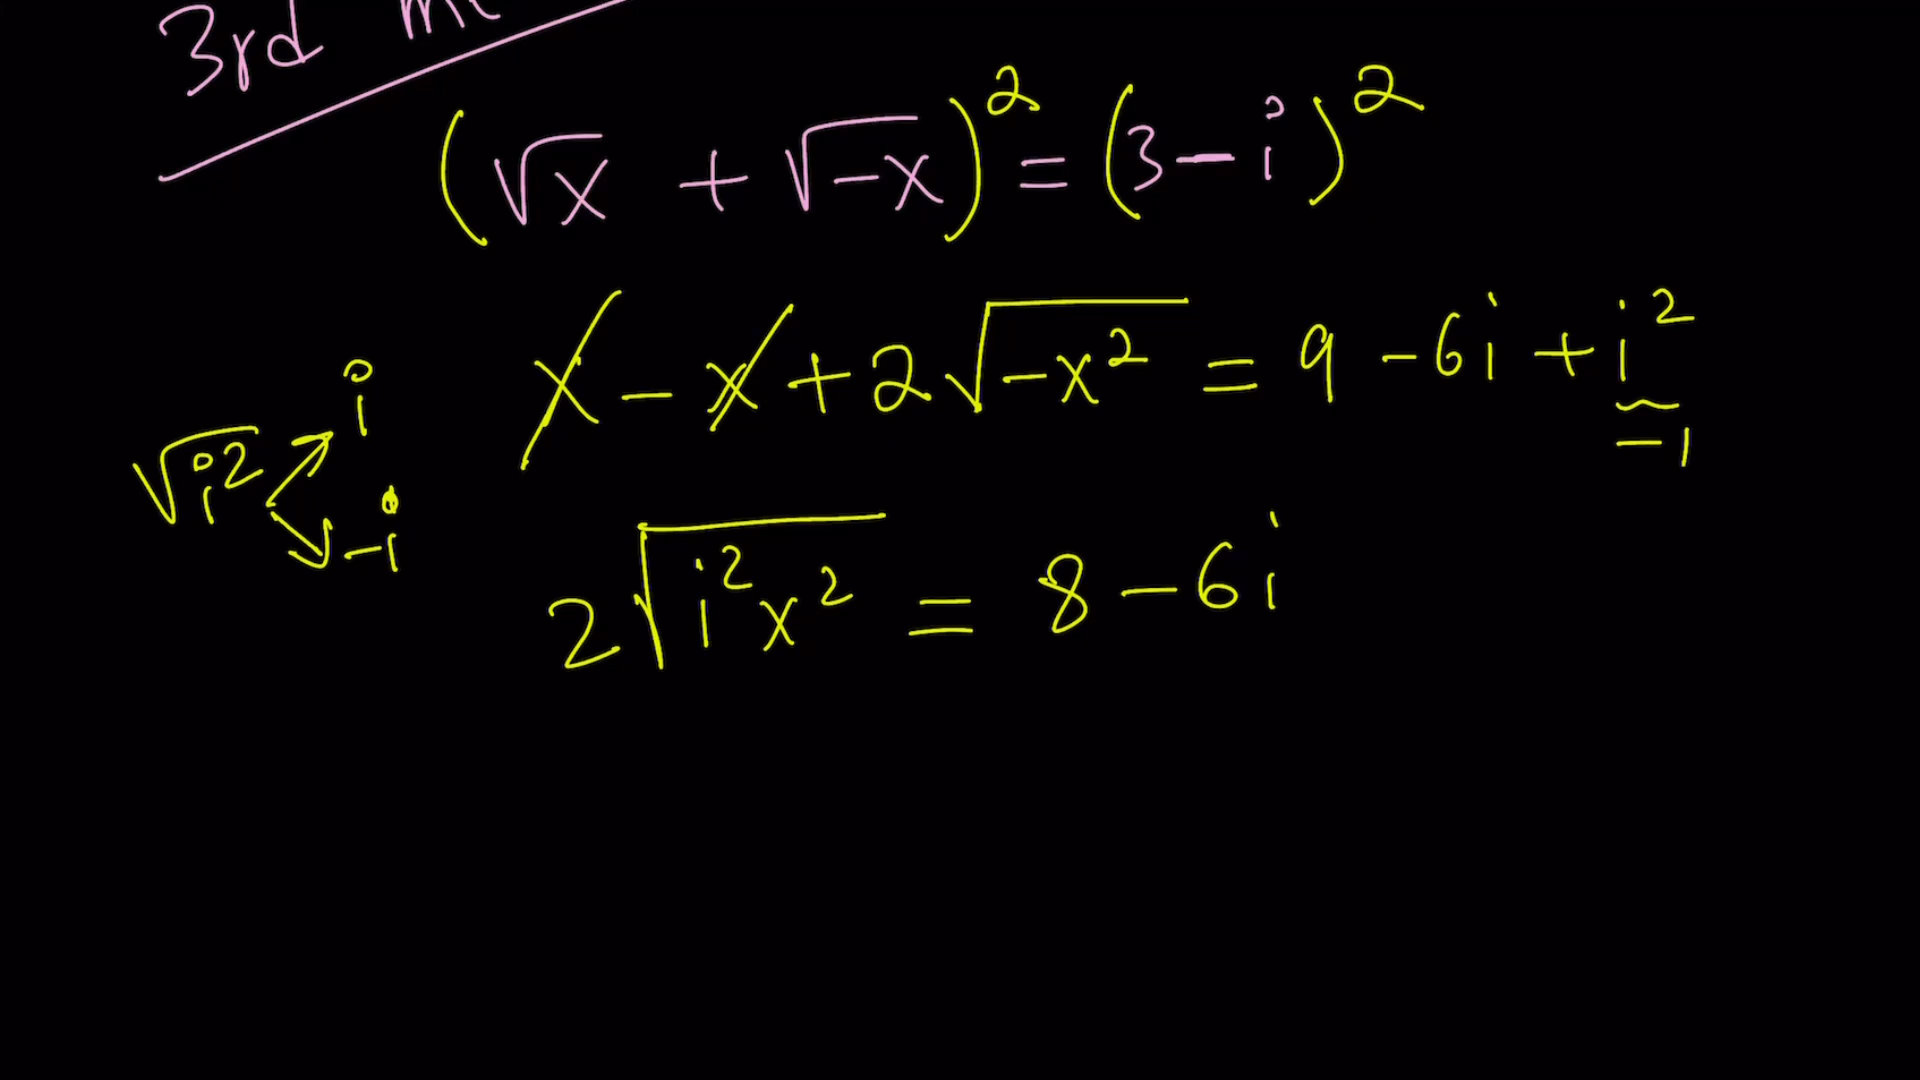 3rd
(√x + √-x)² = (3 - i)²
x - x + 2√-x² = 9 - 6i + i²
-1
√i² i
-i
2√i²x² = 8 - 6i